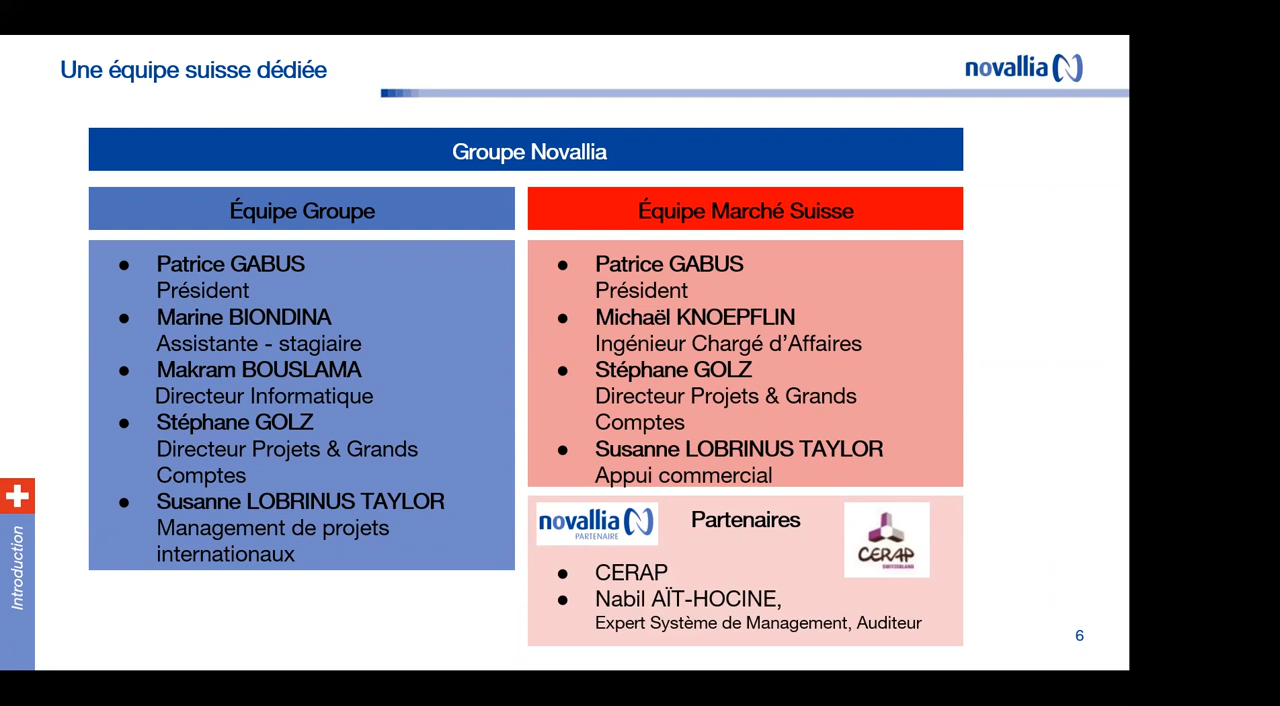 Une équipe suisse dédiée
novallia
Groupe Novallia
Équipe Groupe
● Patrice GABUS
Président
● Marine BIONDINA
Assistante - stagiaire
● Makram BOUSLAMA
Directeur Informatique
● Stéphane GOLZ
Directeur Projets & Grands
Comptes
● Susanne LOBRINUS TAYLOR
Management de projets
internationaux
Équipe Marché Suisse
● Patrice GABUS
Président
● Michaël KNOEPFLIN
Ingénieur Chargé d’Affaires
● Stéphane GOLZ
Directeur Projets & Grands
Comptes
● Susanne LOBRINUS TAYLOR
Appui commercial
novallia
PARTENAIRE
Partenaires
CERAP
SWITZERLAND
● CERAP
● Nabil AÏT-HOCINE,
Expert Système de Management, Auditeur
Introduction
6